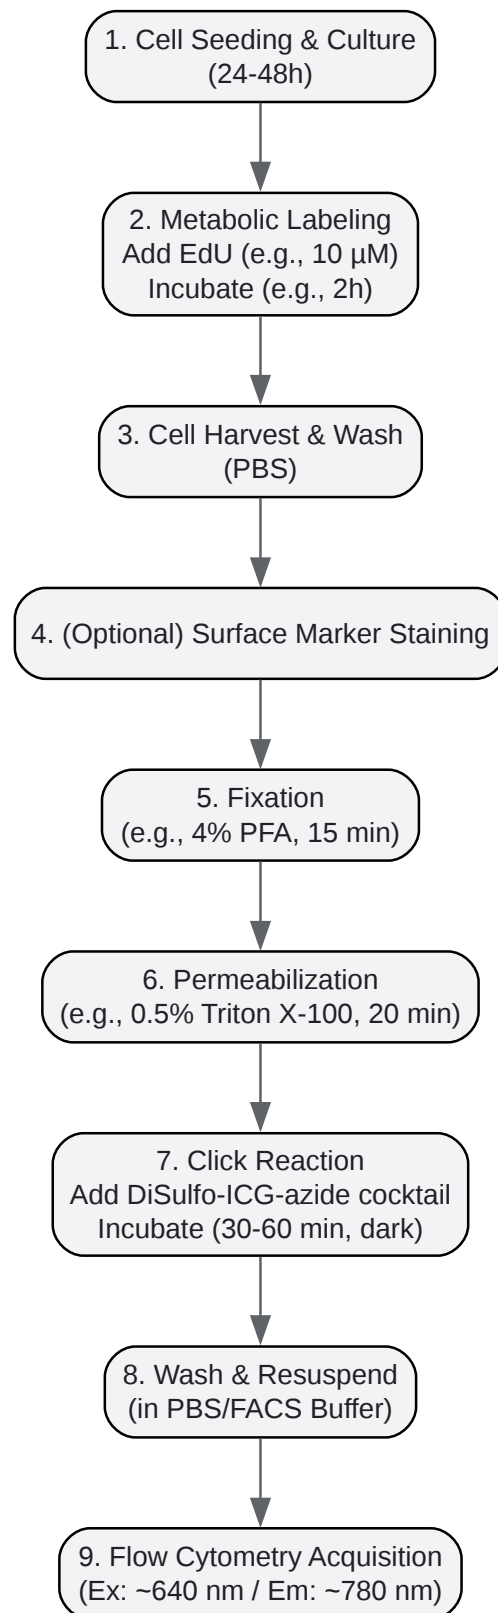 1. Cell Seeding & Culture
(24-48h)
2. Metabolic Labeling
Add EdU (e.g., 10 µM)
Incubate (e.g., 2h)
3. Cell Harvest & Wash
(PBS)
4. (Optional) Surface Marker Staining
5. Fixation
(e.g., 4% PFA, 15 min)
6. Permeabilization
(e.g., 0.5% Triton X-100, 20 min)
7. Click Reaction
Add DiSulfo-ICG-azide cocktail
Incubate (30-60 min, dark)
8. Wash & Resuspend
(in PBS/FACS Buffer)
9. Flow Cytometry Acquisition
(Ex: ~640 nm / Em: ~780 nm)